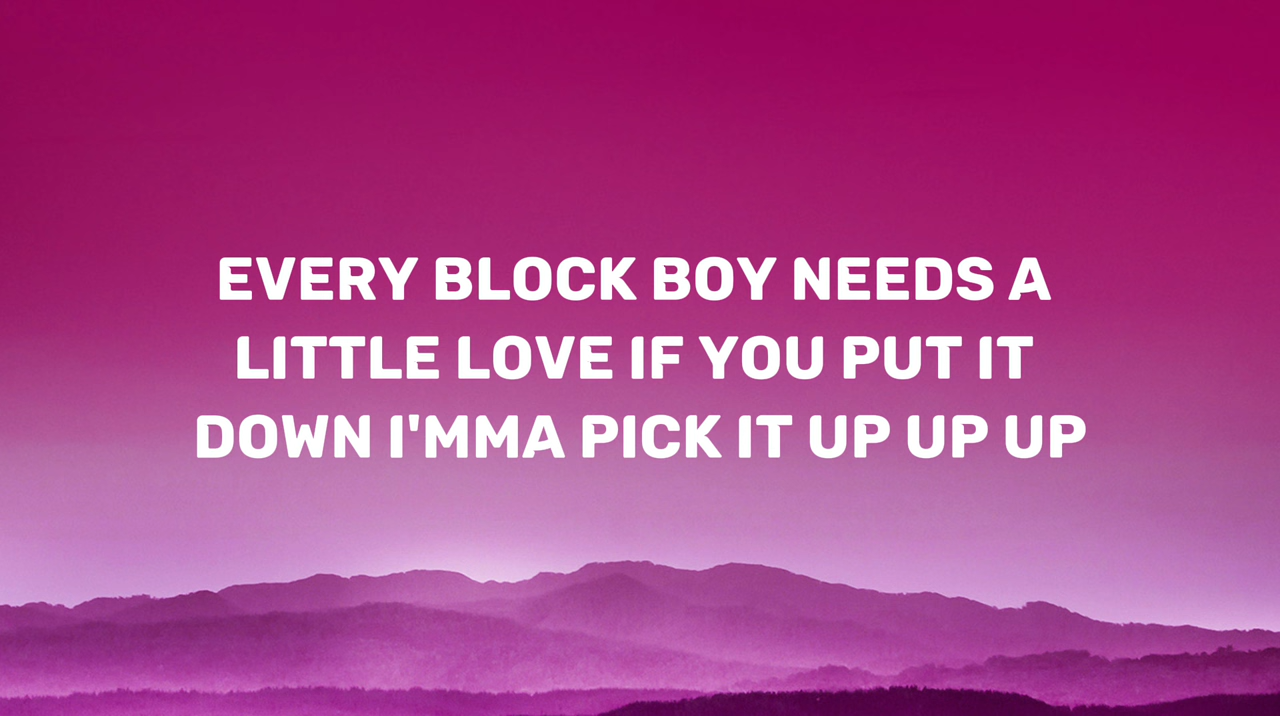 EVERY BLOCK BOY NEEDS A
LITTLE LOVE IF YOU PUT IT
DOWN I'MMA PICK IT UP UP UP